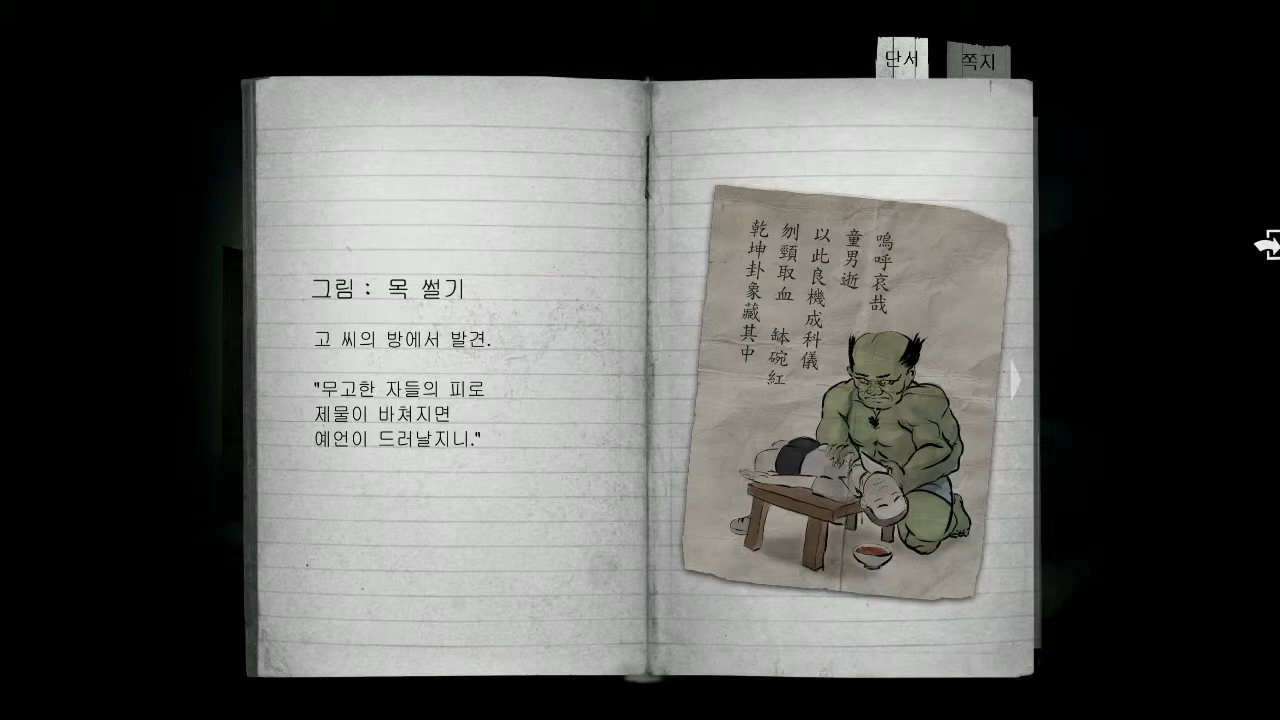 단서
쪽지
그림 : 목 썰기
고 씨의 방에서 발견.
"무고한 자들의 피로
제물이 바쳐지면
예언이 드러날지니."
嗚呼哀哉
童男逝
以此良機成科儀
刎頸取血 缽碗紅
乾坤卦象藏其中